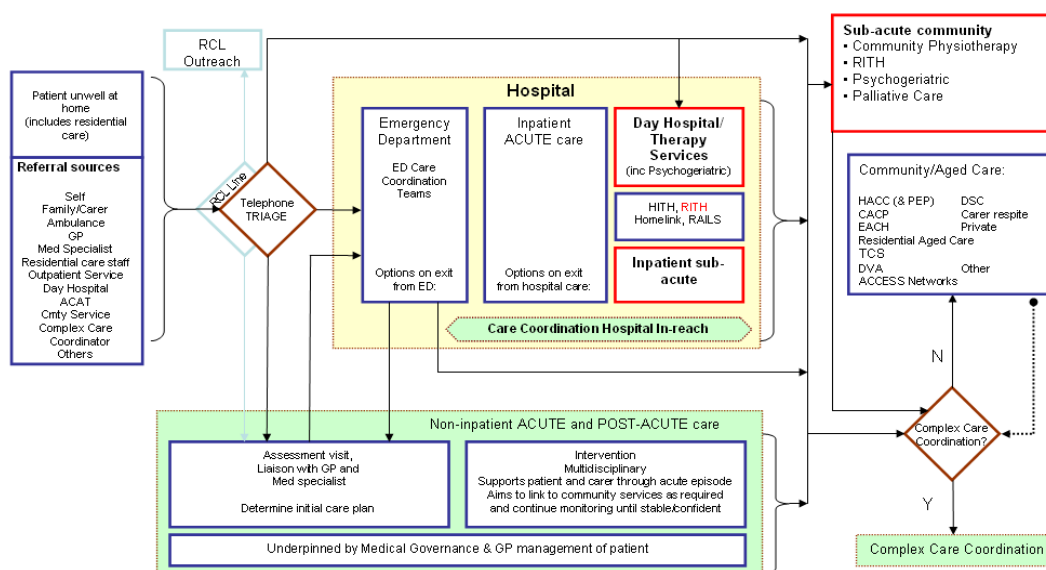 RCL
Outreach
Patient unwell at
home
(includes residential
care)
Referral sources
Self
Family/Carer
Ambulance
GP
Med Specialist
Residential care staff
Outpatient Service
Day Hospital
ACAT
Cmty Service
Complex Care
Coordinator
Others
RCL Line
Telephone
TRIAGE
Hospital
Emergency
Department
ED Care
Coordination
Teams
Options on exit
from ED:
Inpatient
ACUTE care
Options on exit
from hospital care:
Day Hospital/
Therapy
Services
(inc Psychogeriatric)
HITH, RITH
Homelink, RAILS
Inpatient sub-
acute
Care Coordination Hospital In-reach
Non-inpatient ACUTE and POST-ACUTE care
Assessment visit,
Liaison with GP and
Med specialist
Determine initial care plan
Intervention
Multidisciplinary
Supports patient and carer through acute episode
Aims to link to community services as required
and continue monitoring until stable/confident
Underpinned by Medical Governance & GP management of patient
Sub-acute community
▪ Community Physiotherapy
▪ RITH
▪ Psychogeriatric
▪ Palliative Care
Community/Aged Care:
HACC (& PEP) DSC
CACP Carer respite
EACH Private
Residential Aged Care
TCS
DVA Other
ACCESS Networks
N
Complex Care
Coordination?
Y
Complex Care Coordination